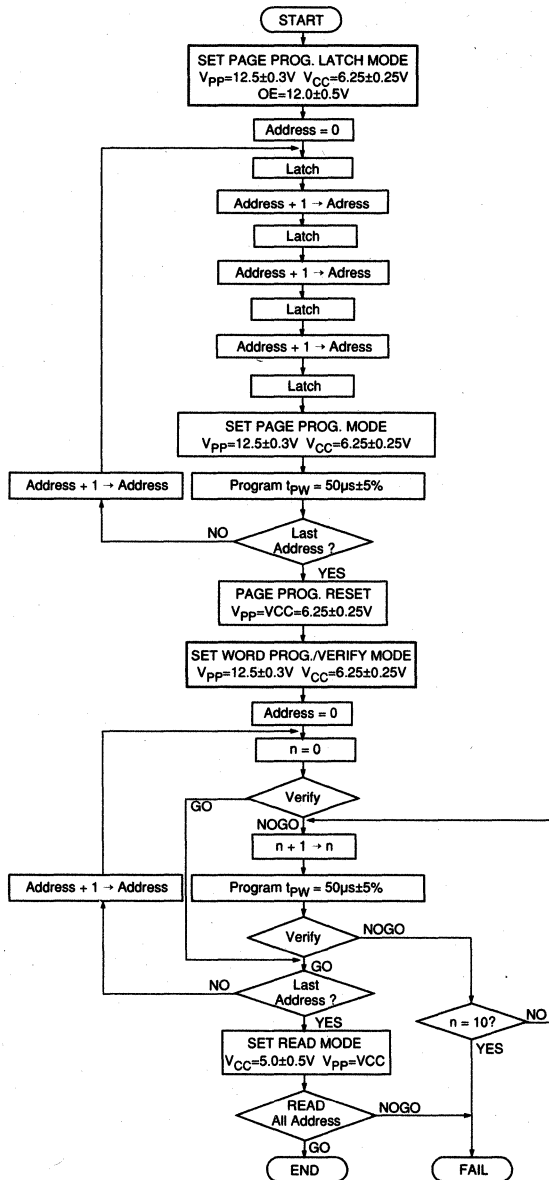 START
SET PAGE PROG. LATCH MODE
VPP=12.5±0.3V VCC=6.25±0.25V
OE=12.0±0.5V
Address = 0
Latch
Address + 1 → Adress
Latch
Address + 1 → Adress
Latch
Address + 1 → Adress
Latch
SET PAGE PROG. MODE
VPP=12.5±0.3V VCC=6.25±0.25V
Address + 1 → Address
Program tPW = 50µs±5%
NO
Last
Address ?
YES
PAGE PROG. RESET
VPP=VCC=6.25±0.25V
SET WORD PROG./VERIFY MODE
VPP=12.5±0.3V VCC=6.25±0.25V
Address = 0
n = 0
Verify
GO
NOGO
n + 1 → n
Address + 1 → Address
Program tPW = 50µs±5%
Verify
NOGO
GO
NO
Last
Address ?
YES
n = 10?
NO
YES
SET READ MODE
VCC=5.0±0.5V VPP=VCC
READ
All Address
NOGO
GO
END
FAIL